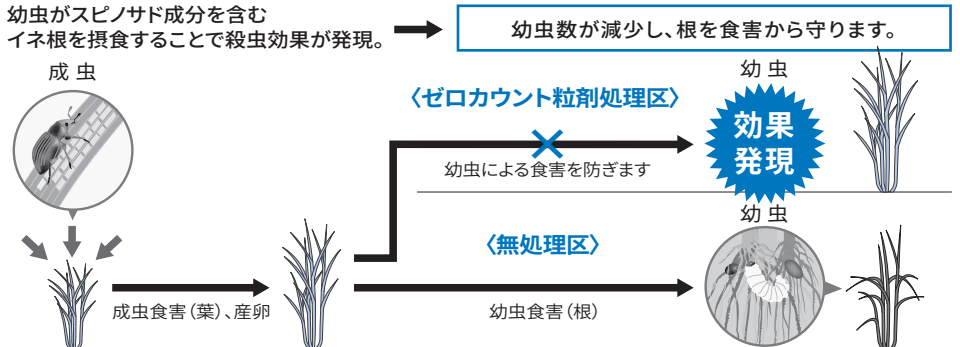 幼虫がスピノサド成分を含む
イネ根を摂食することで殺虫効果が発現。
幼虫数が減少し、根を食害から守ります。
成虫
幼虫
〈ゼロカウント粒剤処理区〉
効果
発現
幼虫による食害を防ぎます
幼虫
〈無処理区〉
成虫食害(葉)、産卵
幼虫食害(根)